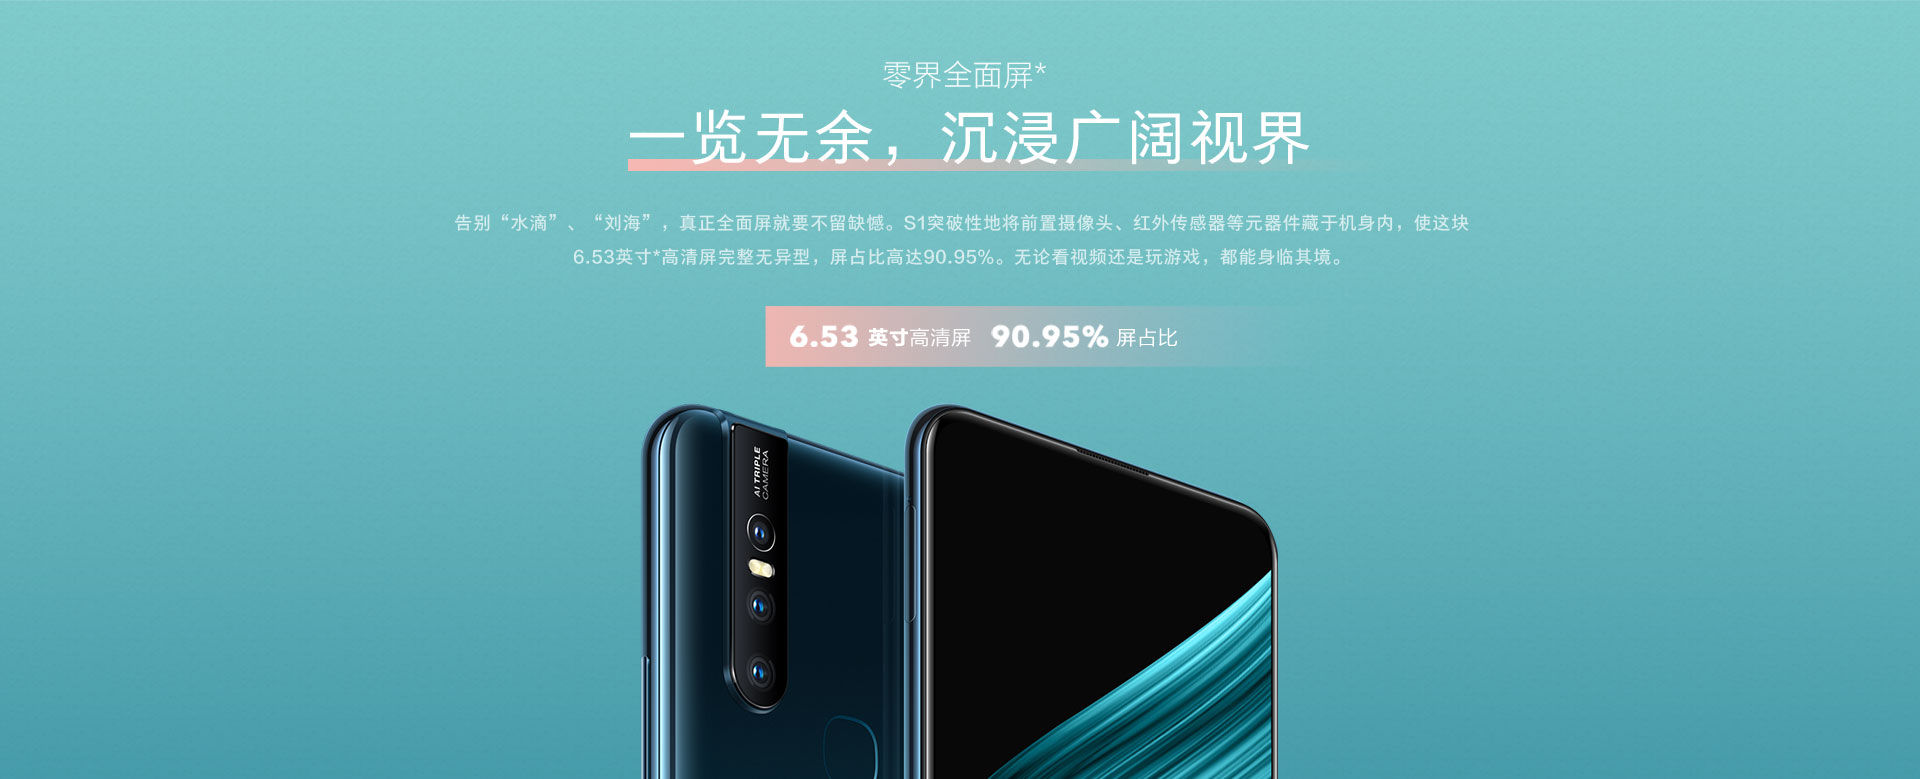 零界全面屏*
一览无余，沉浸广阔视界
告别“水滴”、“刘海”，真正全面屏就要不留缺憾。S1突破性地将前置摄像头、红外传感器等元器件藏于机身内，使这块
6.53英寸*高清屏完整无异型，屏占比高达90.95%。无论看视频还是玩游戏，都能身临其境。
6.53 英寸高清屏 90.95% 屏占比
AI TRIPLE
CAMERA